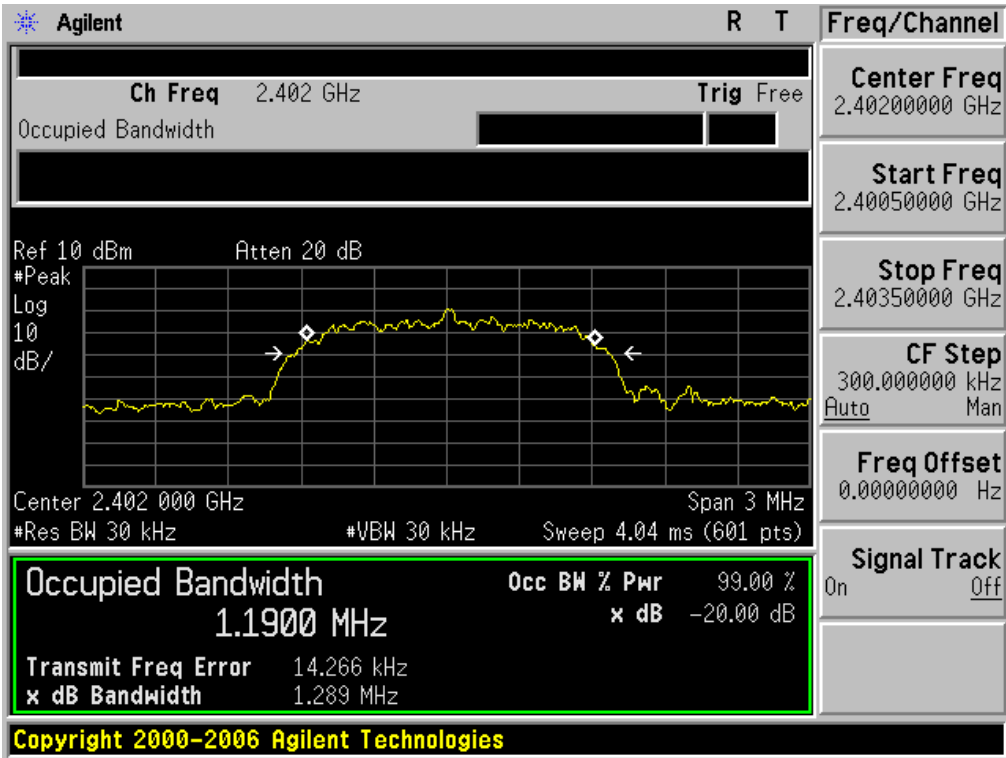 Agilent R T
Freq/Channel
Ch Freq 2.402 GHz Trig Free
Occupied Bandwidth
Center Freq
2.40200000 GHz
Start Freq
2.40050000 GHz
Stop Freq
2.40350000 GHz
CF Step
300.000000 kHz
Auto Man
Freq Offset
0.00000000 Hz
Signal Track
On Off
Ref 10 dBm Atten 20 dB
#Peak
Log
10
dB/
Center 2.402 000 GHz Span 3 MHz
#Res BW 30 kHz #VBW 30 kHz Sweep 4.04 ms (601 pts)
Occupied Bandwidth
1.1900 MHz
Occ BW % Pwr 99.00 %
x dB -20.00 dB
Transmit Freq Error 14.266 kHz
x dB Bandwidth 1.289 MHz
Copyright 2000-2006 Agilent Technologies